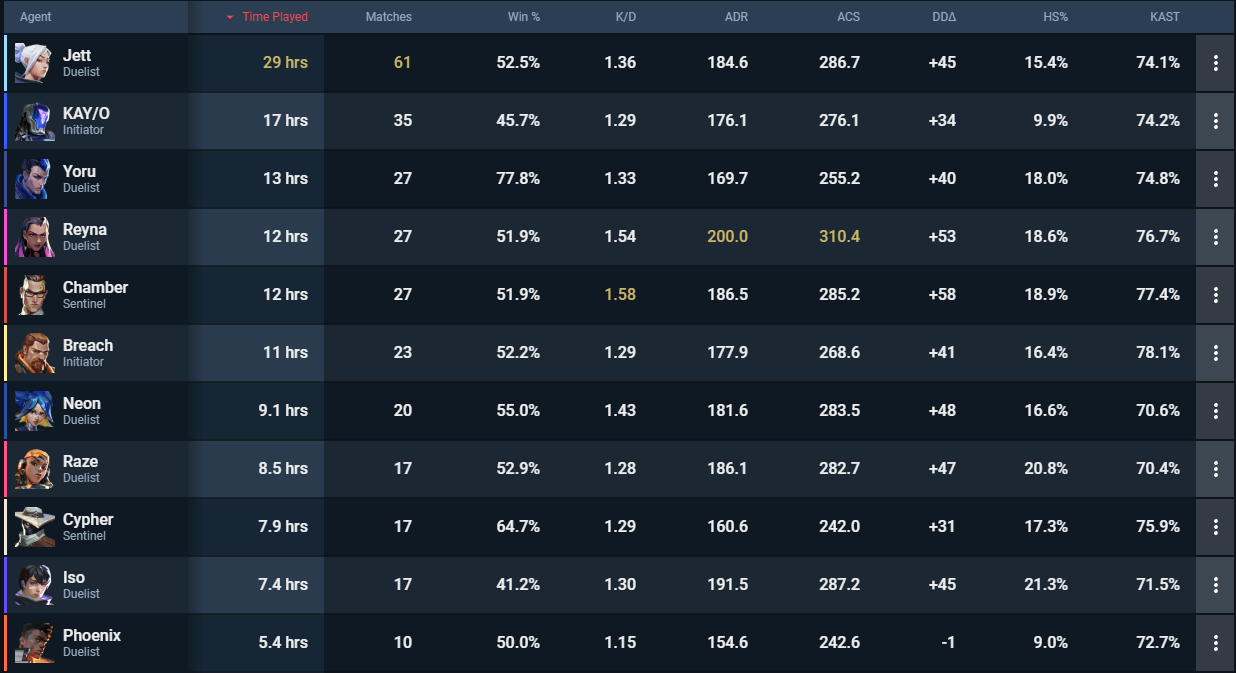 Agent Time Played Matches Win % K/D ADR ACS DDΔ HS% KAST
Jett
Duelist
29 hrs 61 52.5% 1.36 184.6 286.7 +45 15.4% 74.1%
KAY/O
Initiator
17 hrs 35 45.7% 1.29 176.1 276.1 +34 9.9% 74.2%
Yoru
Duelist
13 hrs 27 77.8% 1.33 169.7 255.2 +40 18.0% 74.8%
Reyna
Duelist
12 hrs 27 51.9% 1.54 200.0 310.4 +53 18.6% 76.7%
Chamber
Sentinel
12 hrs 27 51.9% 1.58 186.5 285.2 +58 18.9% 77.4%
Breach
Initiator
11 hrs 23 52.2% 1.29 177.9 268.6 +41 16.4% 78.1%
Neon
Duelist
9.1 hrs 20 55.0% 1.43 181.6 283.5 +48 16.6% 70.6%
Raze
Duelist
8.5 hrs 17 52.9% 1.28 186.1 282.7 +47 20.8% 70.4%
Cypher
Sentinel
7.9 hrs 17 64.7% 1.29 160.6 242.0 +31 17.3% 75.9%
Iso
Duelist
7.4 hrs 17 41.2% 1.30 191.5 287.2 +45 21.3% 71.5%
Phoenix
Duelist
5.4 hrs 10 50.0% 1.15 154.6 242.6 -1 9.0% 72.7%